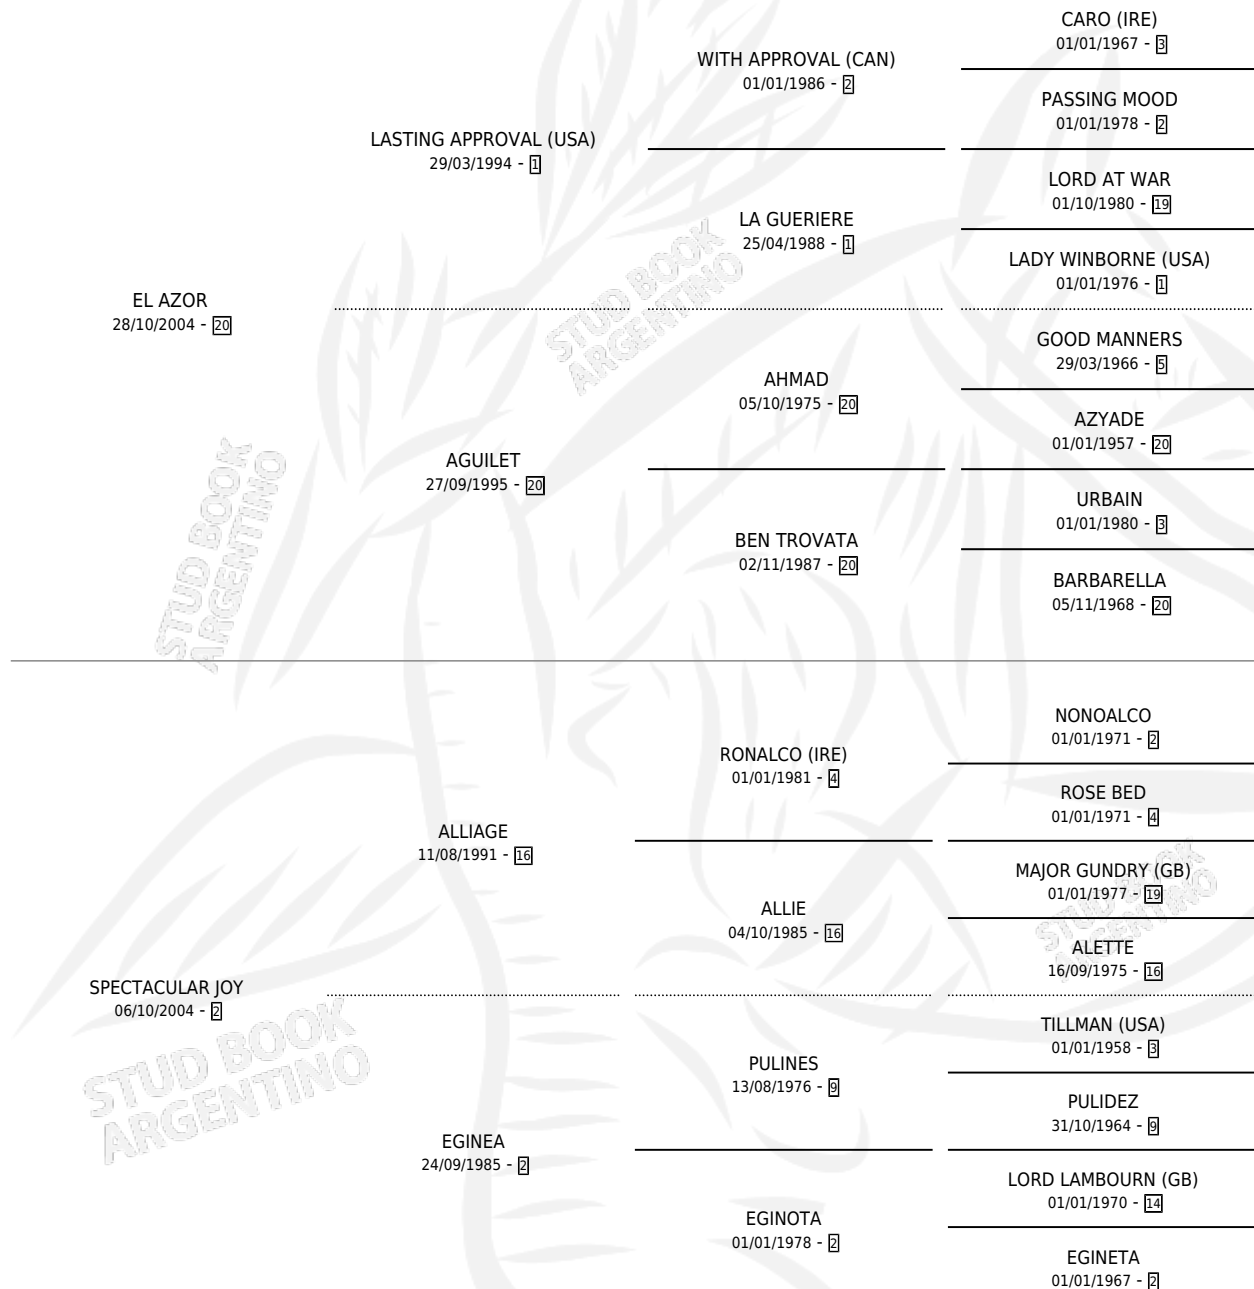 CARO (IRE)
01/01/1967 - 3
WITH APPROVAL (CAN)
01/01/1986 - 2
PASSING MOOD
01/01/1978 - 2
LASTING APPROVAL (USA)
29/03/1994 - 1
LORD AT WAR
01/10/1980 - 19
LA GUERIERE
25/04/1988 - 1
LADY WINBORNE (USA)
01/01/1976 - 1
EL AZOR
28/10/2004 - 20
GOOD MANNERS
29/03/1966 - 5
AHMAD
05/10/1975 - 20
AZYADE
01/01/1957 - 20
AGUILET
27/09/1995 - 20
URBAIN
01/01/1980 - 3
BEN TROVATA
02/11/1987 - 20
BARBARELLA
05/11/1968 - 20
NONOALCO
01/01/1971 - 2
RONALCO (IRE)
01/01/1981 - 4
ROSE BED
01/01/1971 - 4
ALLIAGE
11/08/1991 - 16
MAJOR GUNDRY (GB)
01/01/1977 - 19
ALLIE
04/10/1985 - 16
ALETTE
16/09/1975 - 16
SPECTACULAR JOY
06/10/2004 - 2
TILLMAN (USA)
01/01/1958 - 3
PULINES
13/08/1976 - 9
PULIDEZ
31/10/1964 - 9
EGINEA
24/09/1985 - 2
LORD LAMBOURN (GB)
01/01/1970 - 14
EGINOTA
01/01/1978 - 2
EGINETA
01/01/1967 - 2
STUD BOOK
ARGENTINO
STUD BOOK
ARGENTINO
STUD BOOK
ARGENTINO
STUD BOOK
ARGENTINO